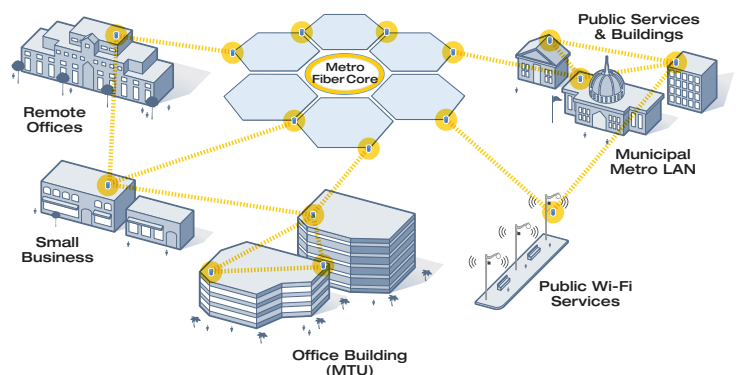 Public Services
& Buildings
Metro
Fiber Core
Remote
Offices
Municipal
Metro LAN
Small
Business
Public Wi-Fi
Services
Office Building
(MTU)